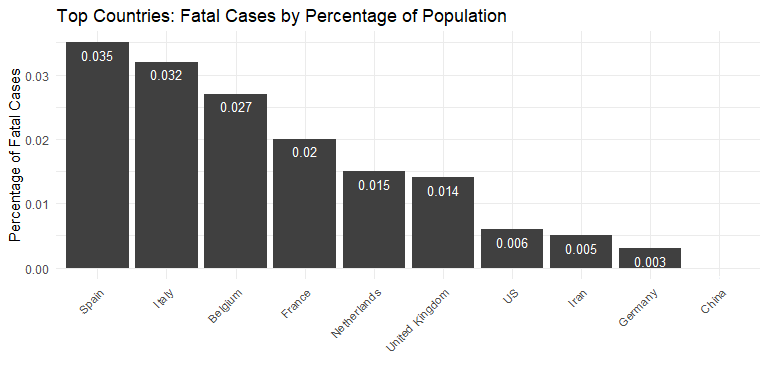 Top Countries: Fatal Cases by Percentage of Population
Percentage of Fatal Cases
0.03
0.02
0.01
0.00
0.035
0.032
0.027
0.02
0.015
0.014
0.006
0.005
0.003
Spain
Italy
Belgium
France
Netherlands
United Kingdom
US
Iran
Germany
China